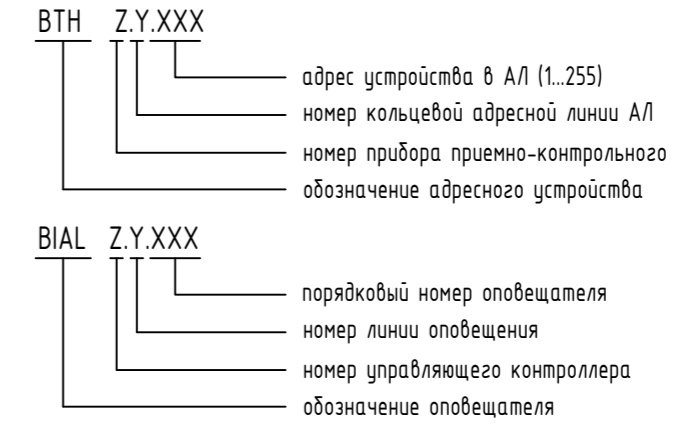 BTH Z.Y.XXX
адрес устройства в АЛ (1...255)
номер кольцевой адресной линии АЛ
номер прибора приемно-контрольного
обозначение адресного устройства
BIAL Z.Y.XXX
порядковый номер оповещателя
номер линии оповещения
номер управляющего контроллера
обозначение оповещателя